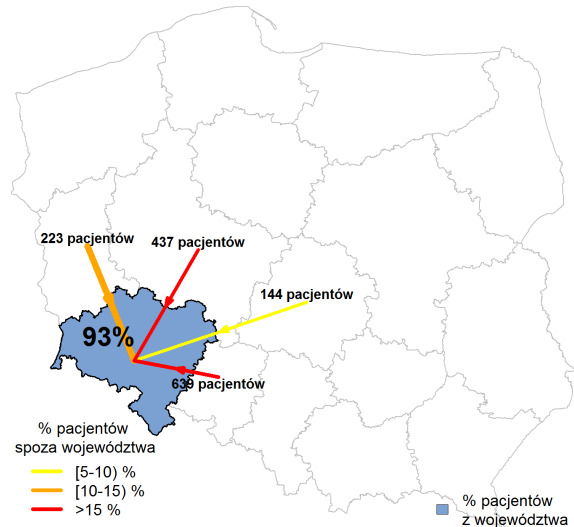 223 pacjentów
437 pacjentów
144 pacjentów
93%
639 pacjentów
% pacjentów
spoza województwa
[5-10) %
[10-15) %
>15 %
% pacjentów
z województwa